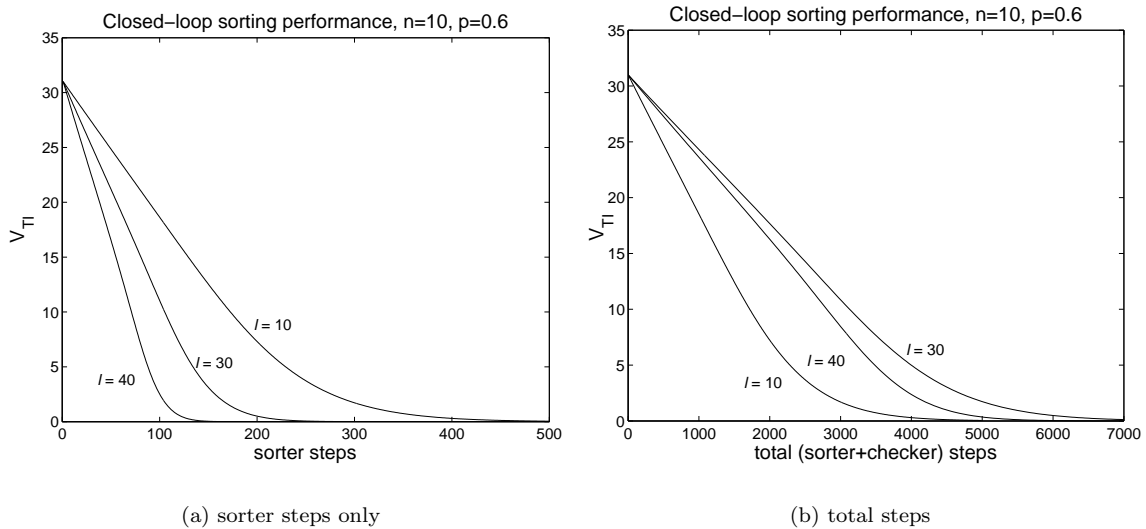 Closed−loop sorting performance, n=10, p=0.6
35
30
25
20
15
10
5
0
V_TI
l = 10
l = 30
l = 40
0 100 200 300 400 500
sorter steps
(a) sorter steps only
Closed−loop sorting performance, n=10, p=0.6
35
30
25
20
15
10
5
0
V_TI
l = 30
l = 40
l = 10
0 1000 2000 3000 4000 5000 6000 7000
total (sorter+checker) steps
(b) total steps